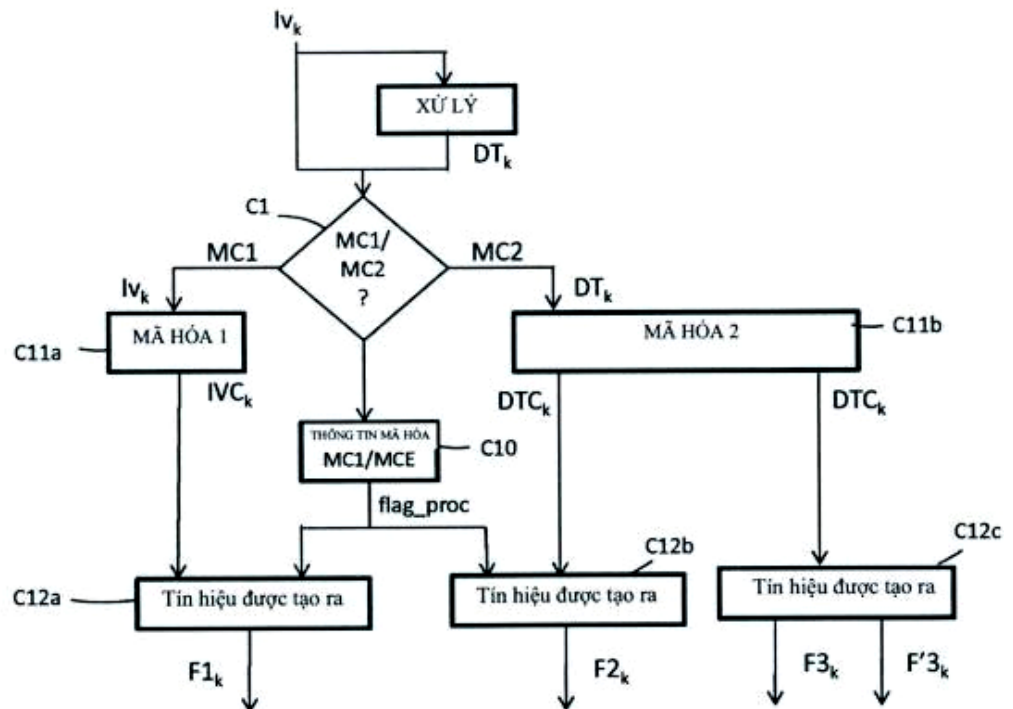 Iv_k
XỬ LÝ
DT_k
C1
MC1
MC1/
MC2
?
MC2
Iv_k
DT_k
MÃ HÓA 1
C11a
MÃ HÓA 2
C11b
IVC_k
DTC_k
DTC_k
THÔNG TIN MÃ HÓA
MC1/MCE
C10
flag_proc
C12b
C12c
C12a
Tín hiệu được tạo ra
Tín hiệu được tạo ra
Tín hiệu được tạo ra
F1_k
F2_k
F3_k
F'3_k